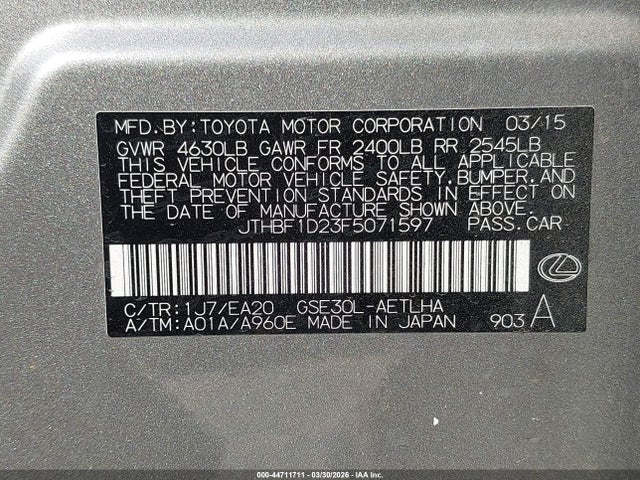 MFD.BY:TOYOTA MOTOR CORPORATION 03/15
GVWR 4630LB GAWR FR 2400LB RR 2545LB
THIS VEHICLE CONFORMS TO ALL APPLICABLE
FEDERAL MOTOR VEHICLE SAFETY,BUMPER,AND
THEFT PREVENTION STANDARDS IN EFFECT ON
THE DATE OF MANUFACTURE SHOWN ABOVE.
JTHBF1D23F5071597 PASS.CAR
C/TR:1J7/EA20 GSE30L-AETLHA
A/TM:A01A/A960E MADE IN JAPAN 903 A
000-44711711 | 03/30/2026 | IAA Inc.